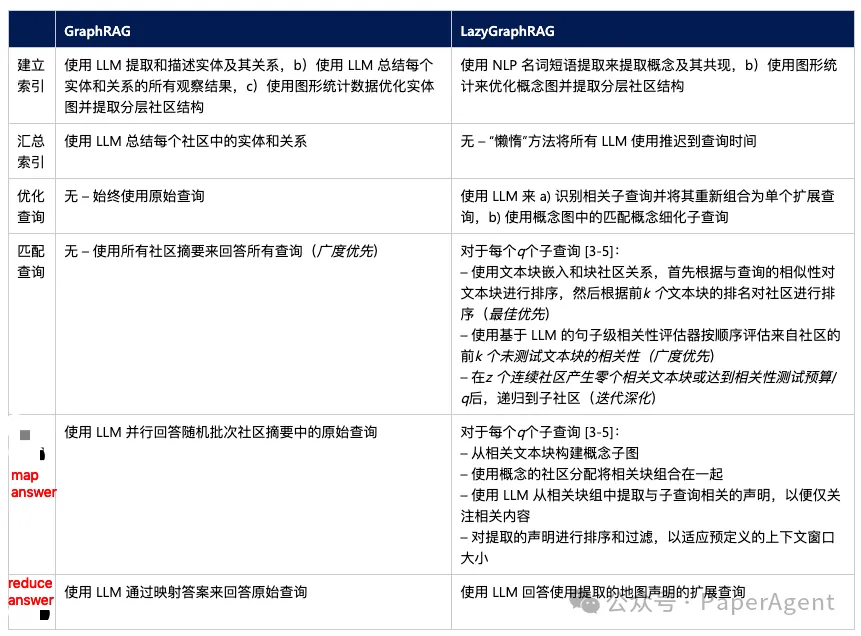 GraphRAG
LazyGraphRAG
建立
索引
使用 LLM 提取和描述实体及其关系，b）使用 LLM 总结每个
实体和关系的所有观察结果，c）使用图形统计数据优化实体
图并提取分层社区结构
使用 NLP 名词短语提取来提取概念及其共现，b）使用图形统
计来优化概念图并提取分层社区结构
汇总
索引
使用 LLM 总结每个社区中的实体和关系
无 – “懒惰”方法将所有 LLM 使用推迟到查询时间
优化
查询
无 – 始终使用原始查询
使用 LLM 来 a) 识别相关子查询并将其重新组合为单个扩展查
询，b) 使用概念图中的匹配概念细化子查询
匹配
查询
无 – 使用所有社区摘要来回答所有查询（广度优先）
对于每个q个子查询 [3-5]：
– 使用文本块嵌入和块社区关系，首先根据与查询的相似性对
文本块进行排序，然后根据前k 个文本块的排名对社区进行排
序（最佳优先）
– 使用基于 LLM 的句子级相关性评估器按顺序评估来自社区的
前k 个未测试文本块的相关性（广度优先）
– 在z 个连续社区产生零个相关文本块或达到相关性测试预算/
q后，递归到子社区（迭代深化）
map
answer
使用 LLM 并行回答随机批次社区摘要中的原始查询
对于每个q个子查询 [3-5]：
– 从相关文本块构建概念子图
– 使用概念的社区分配将相关块组合在一起
– 使用 LLM 从相关块组中提取与子查询相关的声明，以便仅关
注相关内容
– 对提取的声明进行排序和过滤，以适应预定义的上下文窗口
大小
reduce
answer
使用 LLM 通过映射答案来回答原始查询
使用 LLM 回答使用提取的地图声明的扩展查询
公众号 · PaperAgent